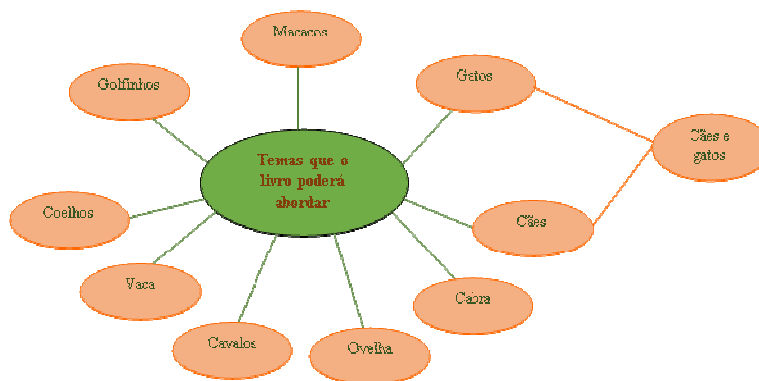 Macacos
Golfinhos
Gatos
Cães e
gatos
Temas que o
livro poderá
abordar
Coelhos
Cães
Vaca
Cabra
Cavalos
Ovelha